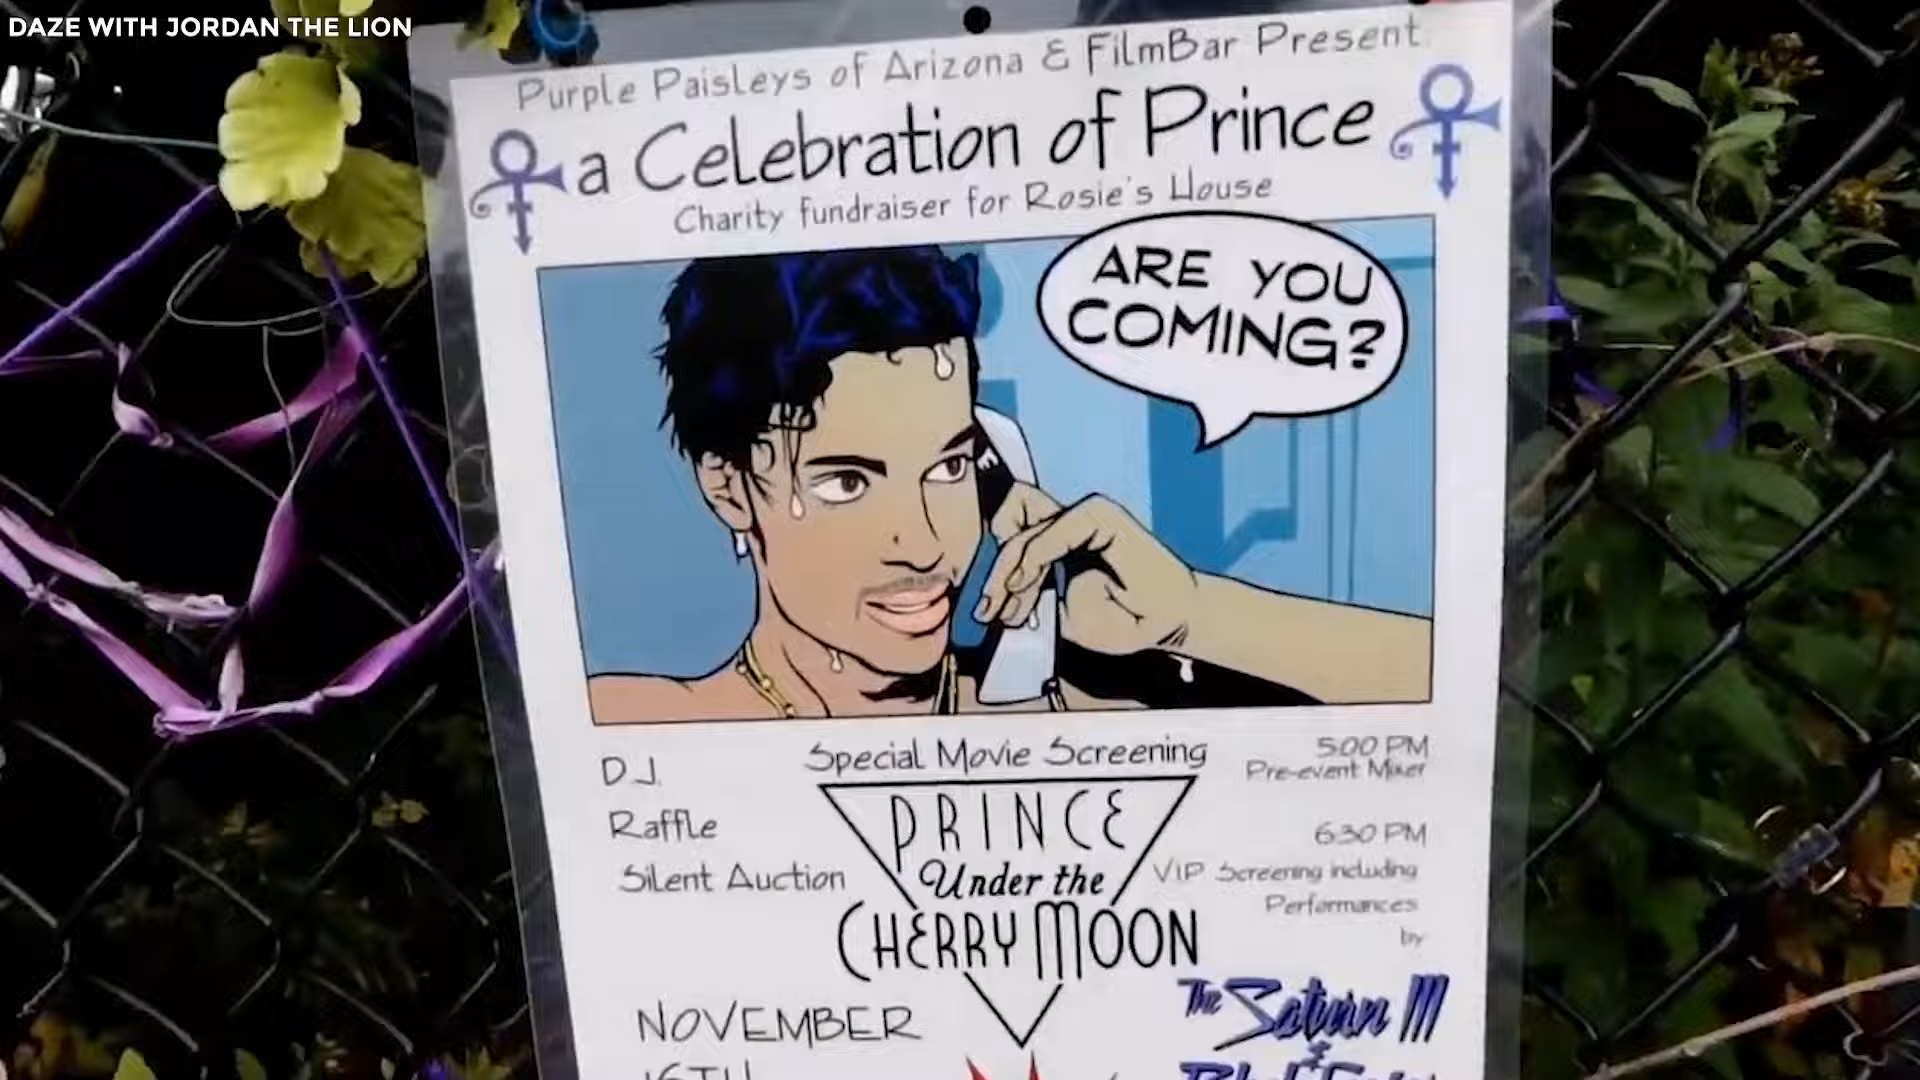 DAZE WITH JORDAN THE LION
Purple Paisleys of Arizona & FilmBar Present
a Celebration of Prince
Charity fundraiser for Rosie's House
ARE YOU
COMING?
D.J.
Raffle
Silent Auction
Special Movie Screening
PRINCE
Under the
CHERRY MOON
5:00 PM
Pre-event Mixer
6:30 PM
VIP Screening including
Performances
by
The Saturn III
NOVEMBER